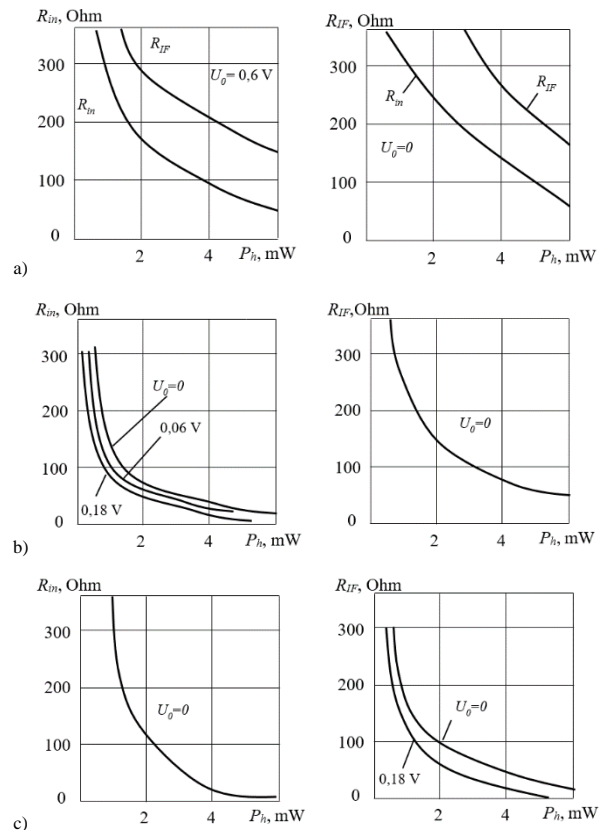 R_in, Ohm
300
200
100
0
R_IF
R_in
U_0= 0,6 V
2
4
P_h, mW
R_IF, Ohm
300
200
100
0
R_in
R_IF
U_0=0
2
4
P_h, mW
a)
R_in, Ohm
300
200
100
0
U_0=0
0,06 V
0,18 V
2
4
P_h, mW
R_IF,Ohm
300
200
100
0
U_0=0
2
4
P_h, mW
b)
R_in, Ohm
300
200
100
0
U_0=0
2
4
P_h, mW
R_IF, Ohm
300
200
100
0
U_0=0
0,18 V
2
4
P_h, mW
c)